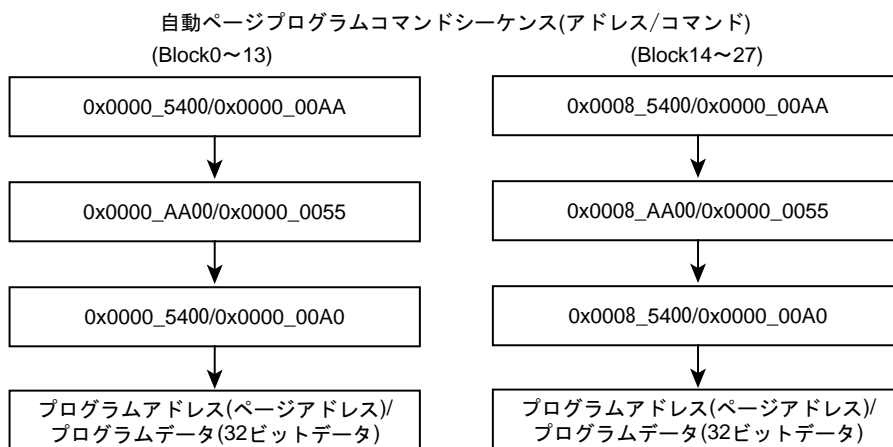 自動ページプログラムコマンドシーケンス(アドレス/コマンド)
(Block0～13)
(Block14～27)
0x0000_5400/0x0000_00AA
0x0008_5400/0x0000_00AA
0x0000_AA00/0x0000_0055
0x0008_AA00/0x0000_0055
0x0000_5400/0x0000_00A0
0x0008_5400/0x0000_00A0
プログラムアドレス(ページアドレス)/
プログラムデータ(32ビットデータ)
プログラムアドレス(ページアドレス)/
プログラムデータ(32ビットデータ)